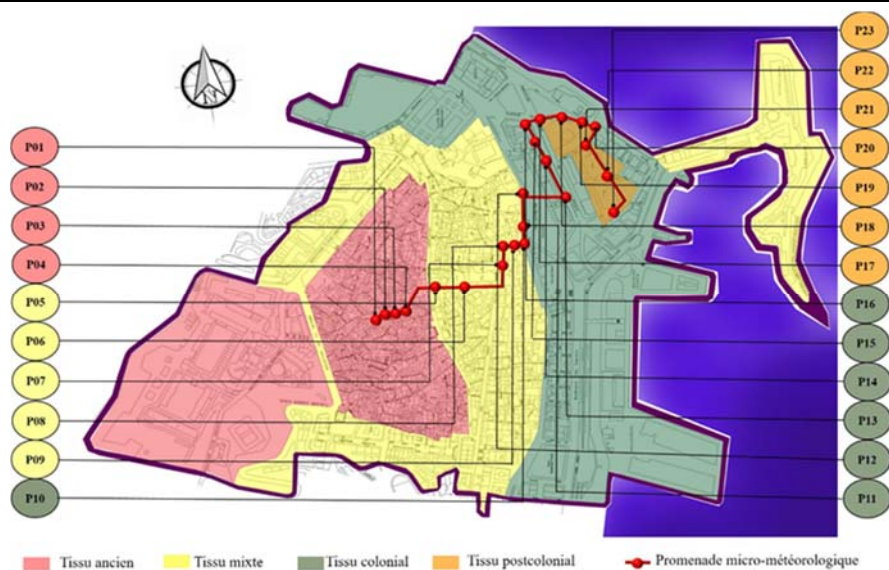 P23
P22
P21
P01
P20
P02
P19
P03
P18
P04
P17
P05
P16
P06
P15
P07
P14
P08
P13
P09
P12
P10
P11
N
Tissu ancien
Tissu mixte
Tissu colonial
Tissu postcolonial
Promenade micro-météorologique